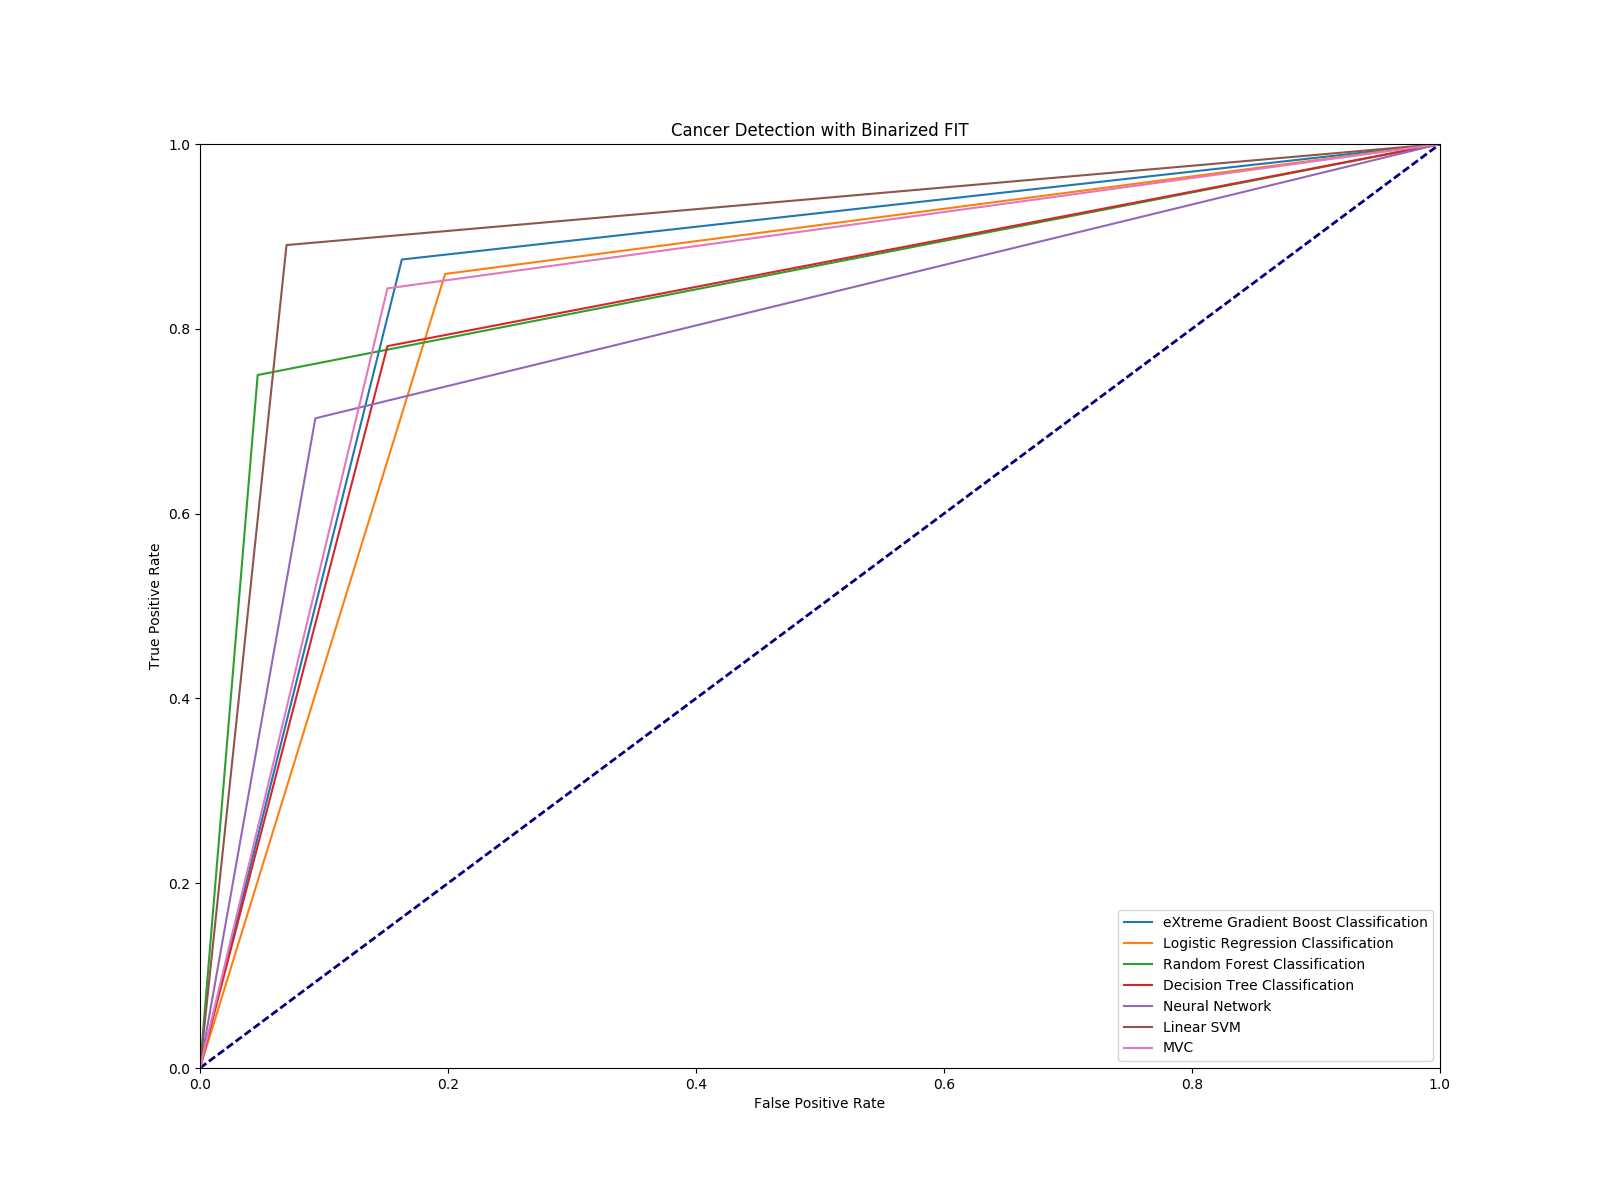 Cancer Detection with Binarized FIT
1.0
0.8
0.6
0.4
0.2
0.0
True Positive Rate
0.0 0.2 0.4 0.6 0.8 1.0
False Positive Rate
eXtreme Gradient Boost Classification
Logistic Regression Classification
Random Forest Classification
Decision Tree Classification
Neural Network
Linear SVM
MVC